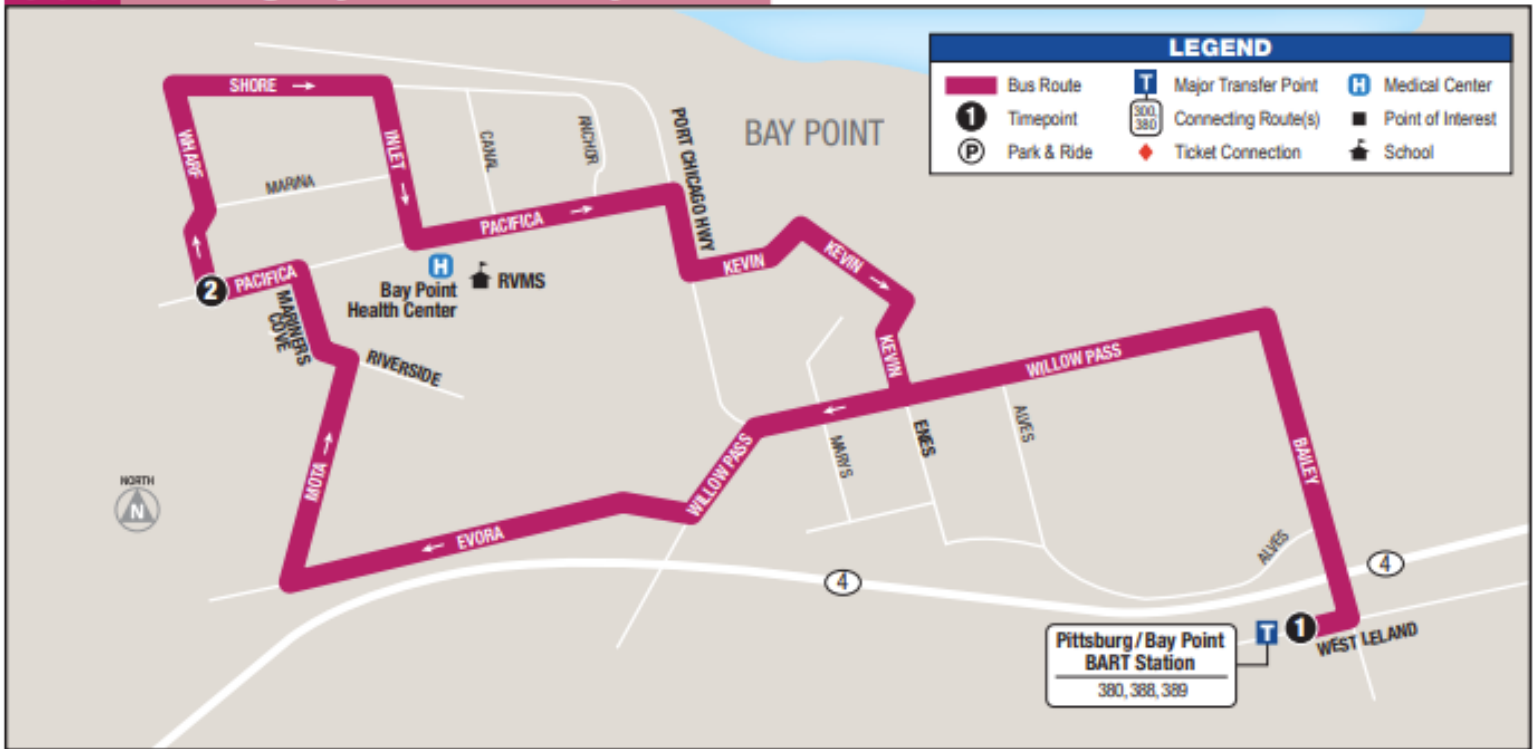 LEGEND
Bus Route
T Major Transfer Point
H Medical Center
1 Timepoint
300, 380 Connecting Route(s)
Point of Interest
P Park & Ride
Ticket Connection
School
BAY POINT
SHORE
WHARF
INLET
CANAL
ANCHOR
PORT CHICAGO HWY
MARINA
PACIFICA
KEVIN
KEVIN
KEVIN
2
PACIFICA
H
Bay Point
Health Center
RVMS
MARINERS
COVE
RIVERSIDE
WILLOW PASS
MOTA
NORTH
N
EVORA
WILLOW PASS
MARYS
ENES
ALVES
BAILEY
ALVES
4
4
Pittsburg/Bay Point
BART Station
380, 388, 389
T
1
WEST LELAND